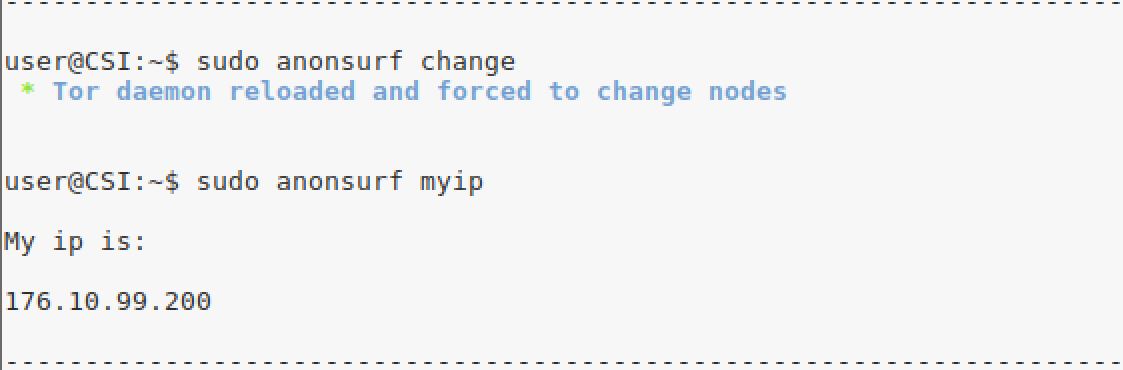 --------------------------------------------------------------------------------
user@CSI:~$ sudo anonsurf change
 * Tor daemon reloaded and forced to change nodes
user@CSI:~$ sudo anonsurf myip
My ip is:
176.10.99.200
--------------------------------------------------------------------------------